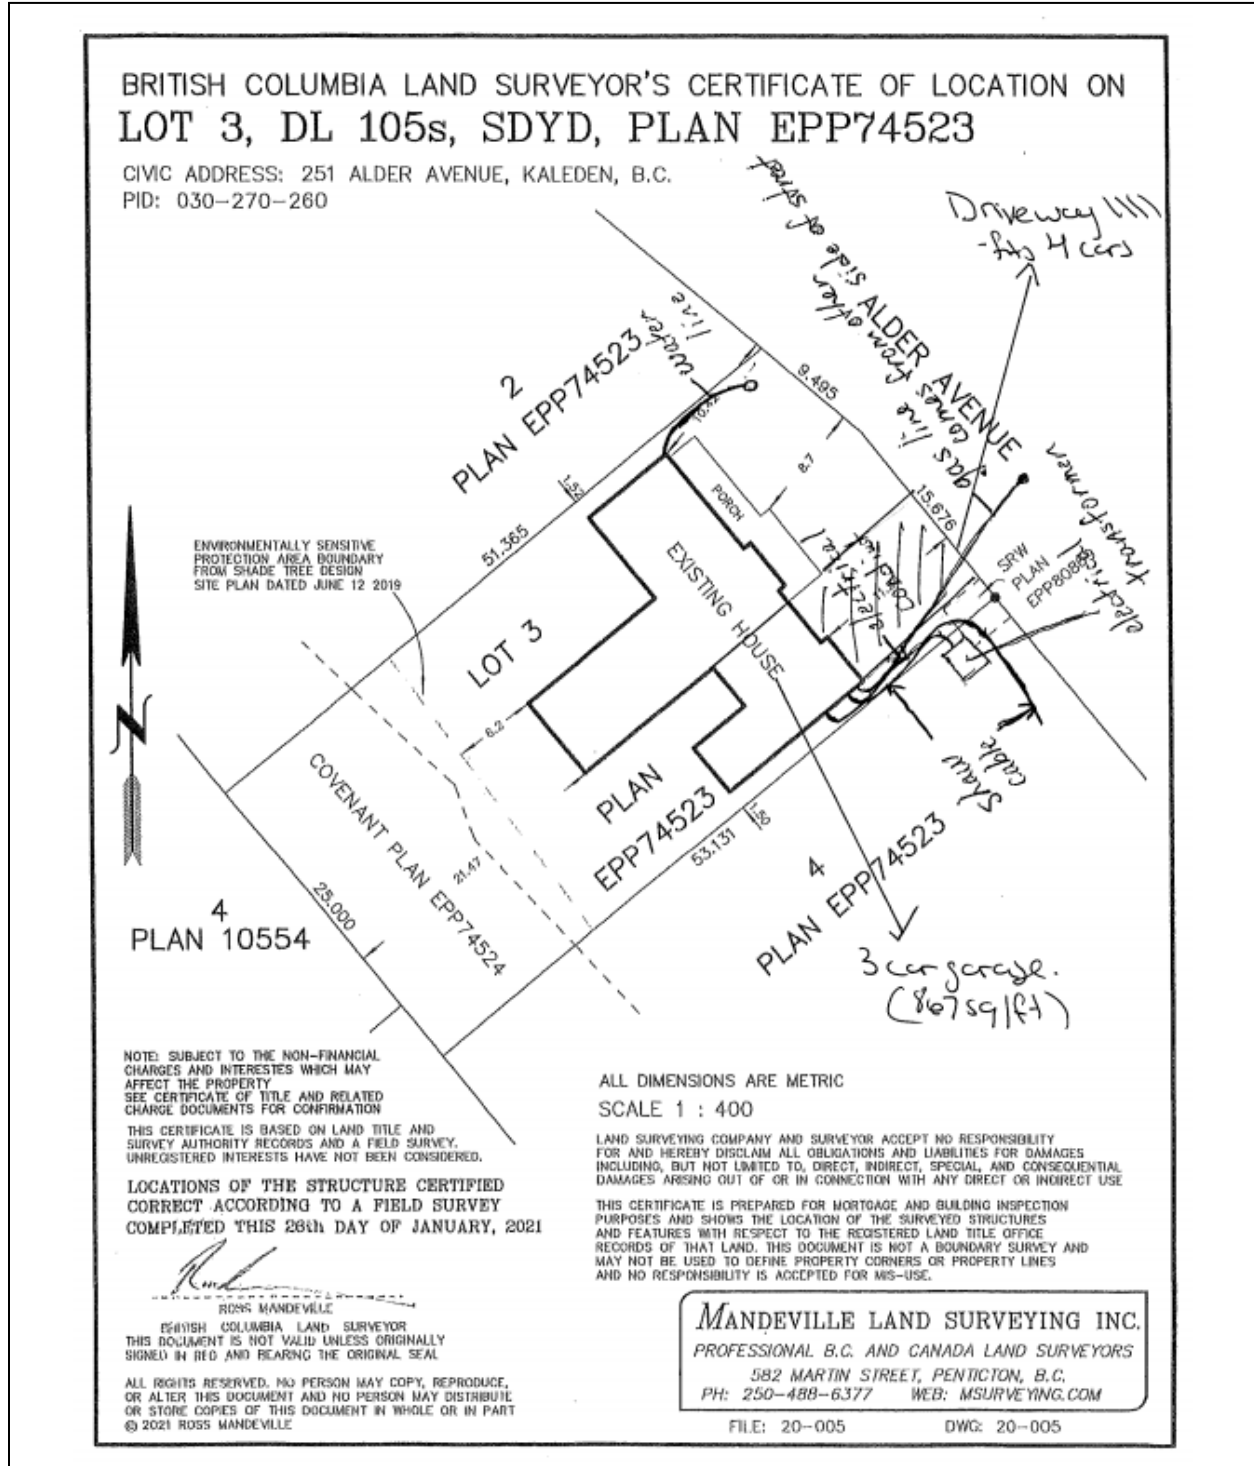 BRITISH COLUMBIA LAND SURVEYOR'S CERTIFICATE OF LOCATION ON
LOT 3, DL 105s, SDYD, PLAN EPP74523
CIVIC ADDRESS: 251 ALDER AVENUE, KALEDEN, B.C.
PID: 030-270-260
Driveway
-fits 4 cars
gas line
comes from other
side of street
ALDER AVENUE
water
line
2
PLAN EPP74523
9.495
8.7
15.676
PORCH
1.52
51.365
electrical
conduit
SRW
PLAN
electrical
transformer
ENVIRONMENTALLY SENSITIVE
PROTECTION AREA BOUNDARY
FROM SHADE TREE DESIGN
SITE PLAN DATED JUNE 12 2019
EXISTING HOUSE
LOT 3
6.2
N
PLAN
EPP74523
COVENANT PLAN EPP74524
21.47
Shaw
cable
1.50
53.131
4
PLAN EPP74523
25.000
4
PLAN 10554
3 car garage.
(867 sq/ft)
NOTE: SUBJECT TO THE NON-FINANCIAL
CHARGES AND INTERESTES WHICH MAY
AFFECT THE PROPERTY
SEE CERTIFICATE OF TITLE AND RELATED
CHARGE DOCUMENTS FOR CONFIRMATION
THIS CERTIFICATE IS BASED ON LAND TITLE AND
SURVEY AUTHORITY RECORDS AND A FIELD SURVEY.
UNREGISTERED INTERESTS HAVE NOT BEEN CONSIDERED.
LOCATIONS OF THE STRUCTURE CERTIFIED
CORRECT ACCORDING TO A FIELD SURVEY
COMPLETED THIS 26th DAY OF JANUARY, 2021
ROSS MANDEVILLE
BRITISH COLUMBIA LAND SURVEYOR
THIS DOCUMENT IS NOT VALID UNLESS ORIGINALLY
SIGNED IN RED AND BEARING THE ORIGINAL SEAL
ALL RIGHTS RESERVED. NO PERSON MAY COPY, REPRODUCE,
OR ALTER THIS DOCUMENT AND NO PERSON MAY DISTRIBUTE
OR STORE COPIES OF THIS DOCUMENT IN WHOLE OR IN PART
© 2021 ROSS MANDEVILLE
ALL DIMENSIONS ARE METRIC
SCALE 1 : 400
LAND SURVEYING COMPANY AND SURVEYOR ACCEPT NO RESPONSIBILITY
FOR AND HEREBY DISCLAIM ALL OBLIGATIONS AND LIABILITIES FOR DAMAGES
INCLUDING, BUT NOT LIMITED TO, DIRECT, INDIRECT, SPECIAL, AND CONSEQUENTIAL
DAMAGES ARISING OUT OF OR IN CONNECTION WITH ANY DIRECT OR INDIRECT USE
THIS CERTIFICATE IS PREPARED FOR MORTGAGE AND BUILDING INSPECTION
PURPOSES AND SHOWS THE LOCATION OF THE SURVEYED STRUCTURES
AND FEATURES WITH RESPECT TO THE REGISTERED LAND TITLE OFFICE
RECORDS OF THAT LAND. THIS DOCUMENT IS NOT A BOUNDARY SURVEY AND
MAY NOT BE USED TO DEFINE PROPERTY CORNERS OR PROPERTY LINES
AND NO RESPONSIBILITY IS ACCEPTED FOR MIS-USE.
MANDEVILLE LAND SURVEYING INC.
PROFESSIONAL B.C. AND CANADA LAND SURVEYORS
582 MARTIN STREET, PENTICTON, B.C.
PH: 250-488-6377 WEB: MSURVEYING.COM
FILE: 20-005 DWG: 20-005